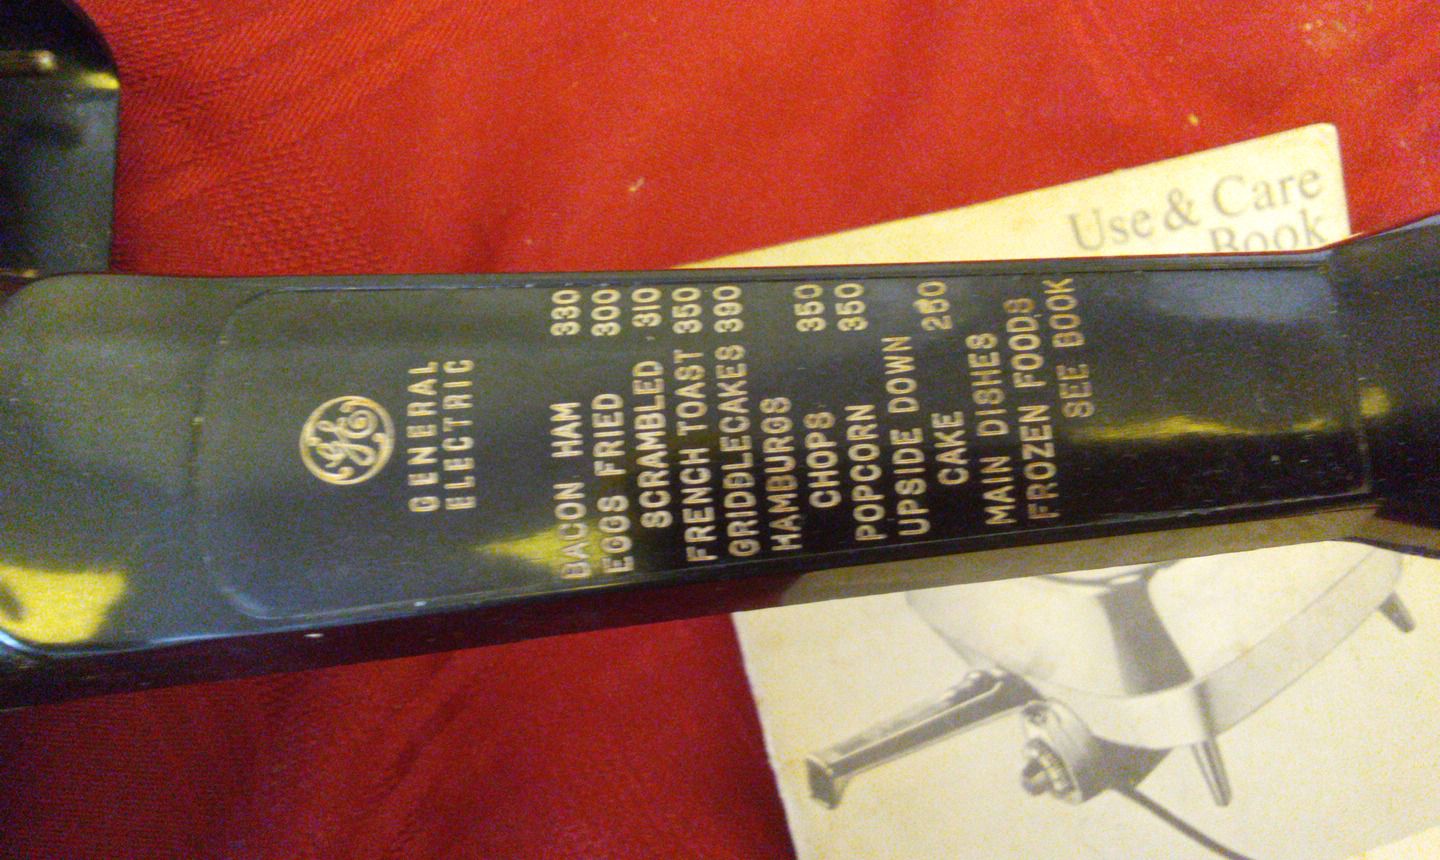 GENERAL
ELECTRIC
BACON HAM 330
EGGS FRIED 300
SCRAMBLED 310
FRENCH TOAST 350
GRIDDLECAKES 390
HAMBURGS
CHOPS 350
POPCORN 350
UPSIDE DOWN
CAKE 260
MAIN DISHES
FROZEN FOODS
SEE BOOK
Use & Care
Book